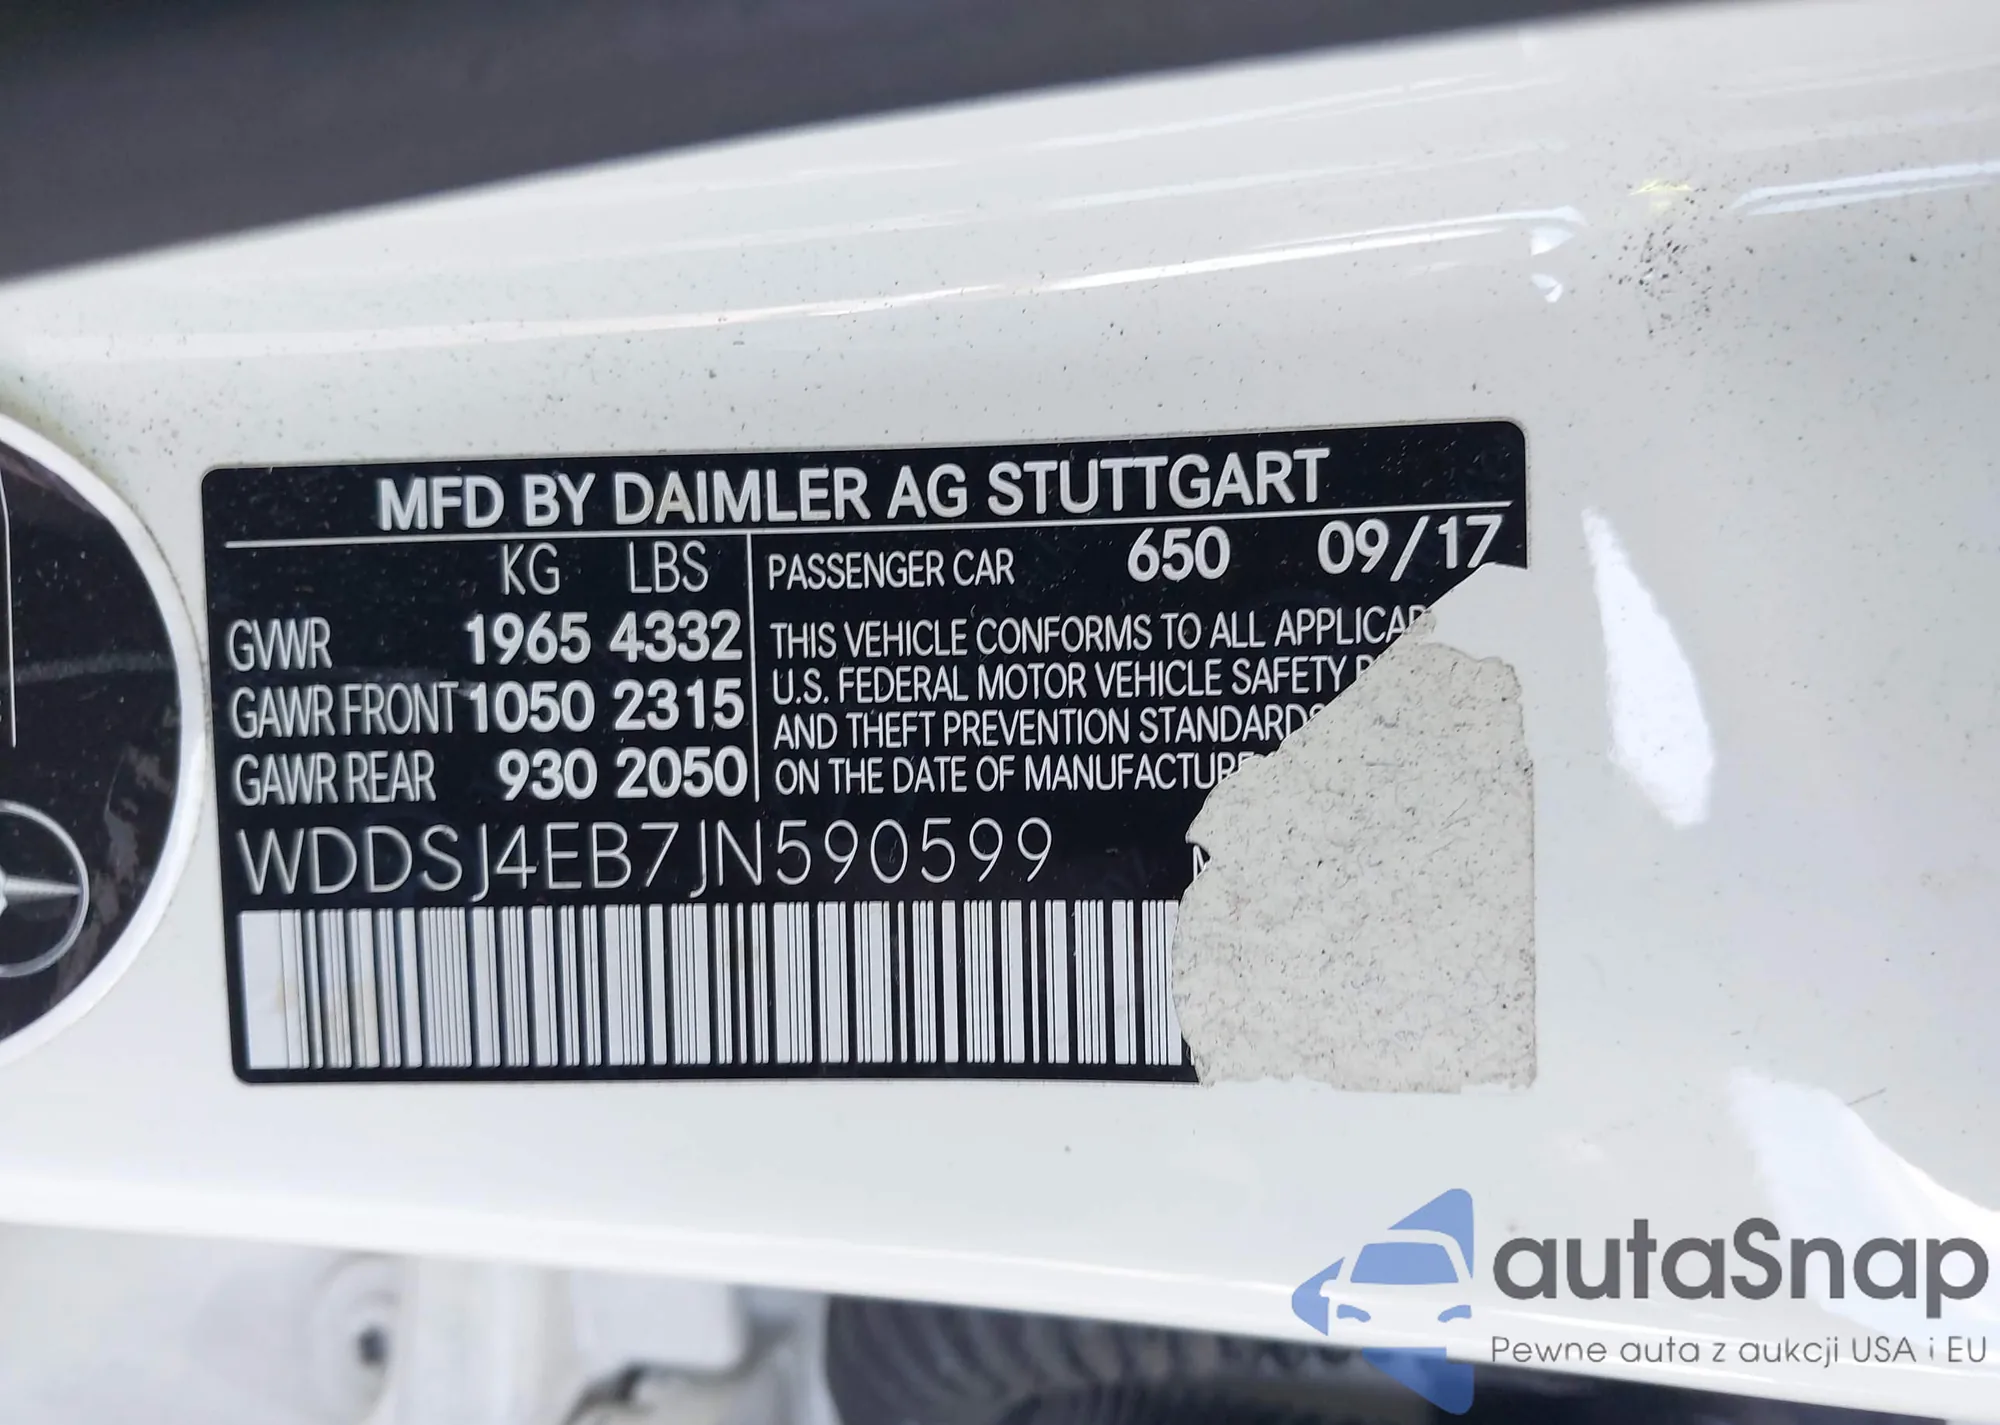 MFD BY DAIMLER AG STUTTGART
KG LBS
GVWR 1965 4332
GAWR FRONT 1050 2315
GAWR REAR 930 2050
PASSENGER CAR 650 09/17
THIS VEHICLE CONFORMS TO ALL APPLICAB
U.S. FEDERAL MOTOR VEHICLE SAFETY
AND THEFT PREVENTION STANDARDS
ON THE DATE OF MANUFACTURE
WDDSJ4EB7JN590599
autaSnap
Pewne auta z aukcji USA i EU